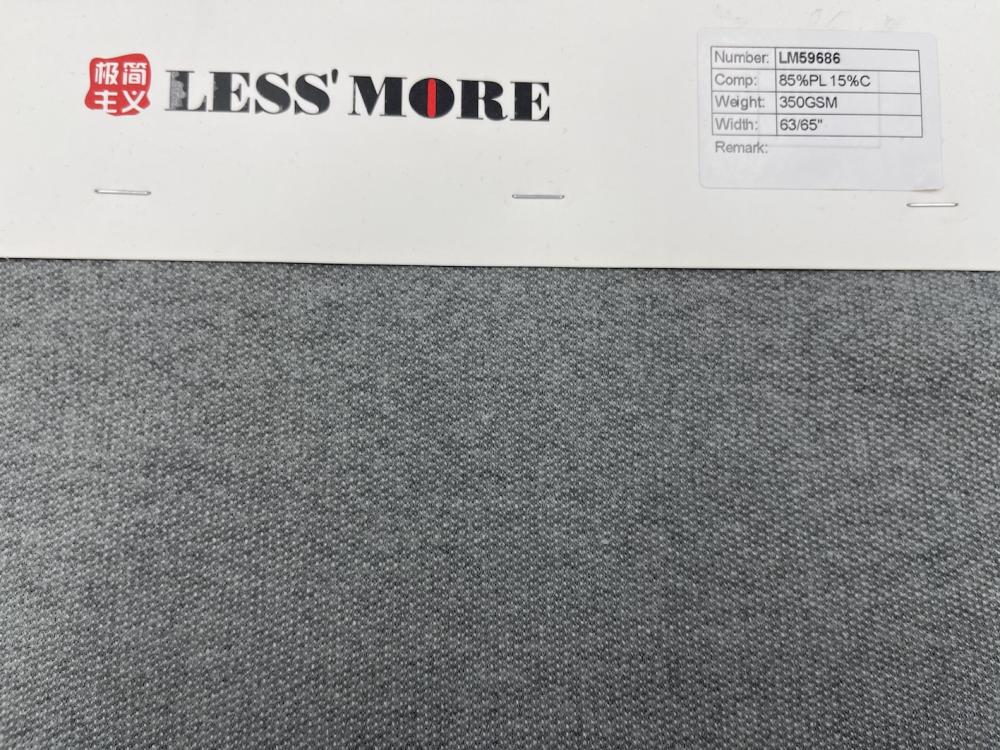 极简
主义
LESS' MORE
Number: LM59686
Comp: 85%PL 15%C
Weight: 350GSM
Width: 63/65"
Remark: